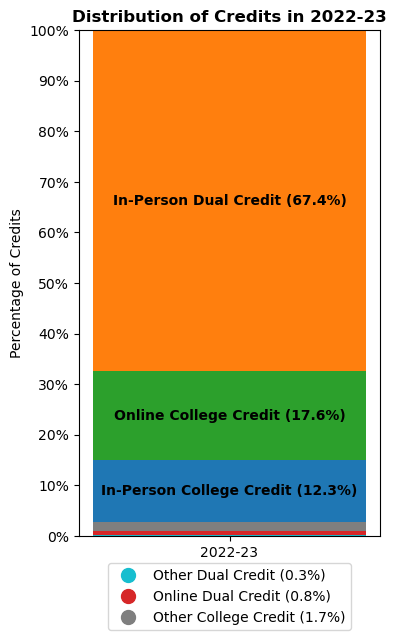 Distribution of Credits in 2022-23
100%
90%
80%
70%
60%
50%
40%
30%
20%
10%
0%
Percentage of Credits
In-Person Dual Credit (67.4%)
Online College Credit (17.6%)
In-Person College Credit (12.3%)
2022-23
Other Dual Credit (0.3%)
Online Dual Credit (0.8%)
Other College Credit (1.7%)